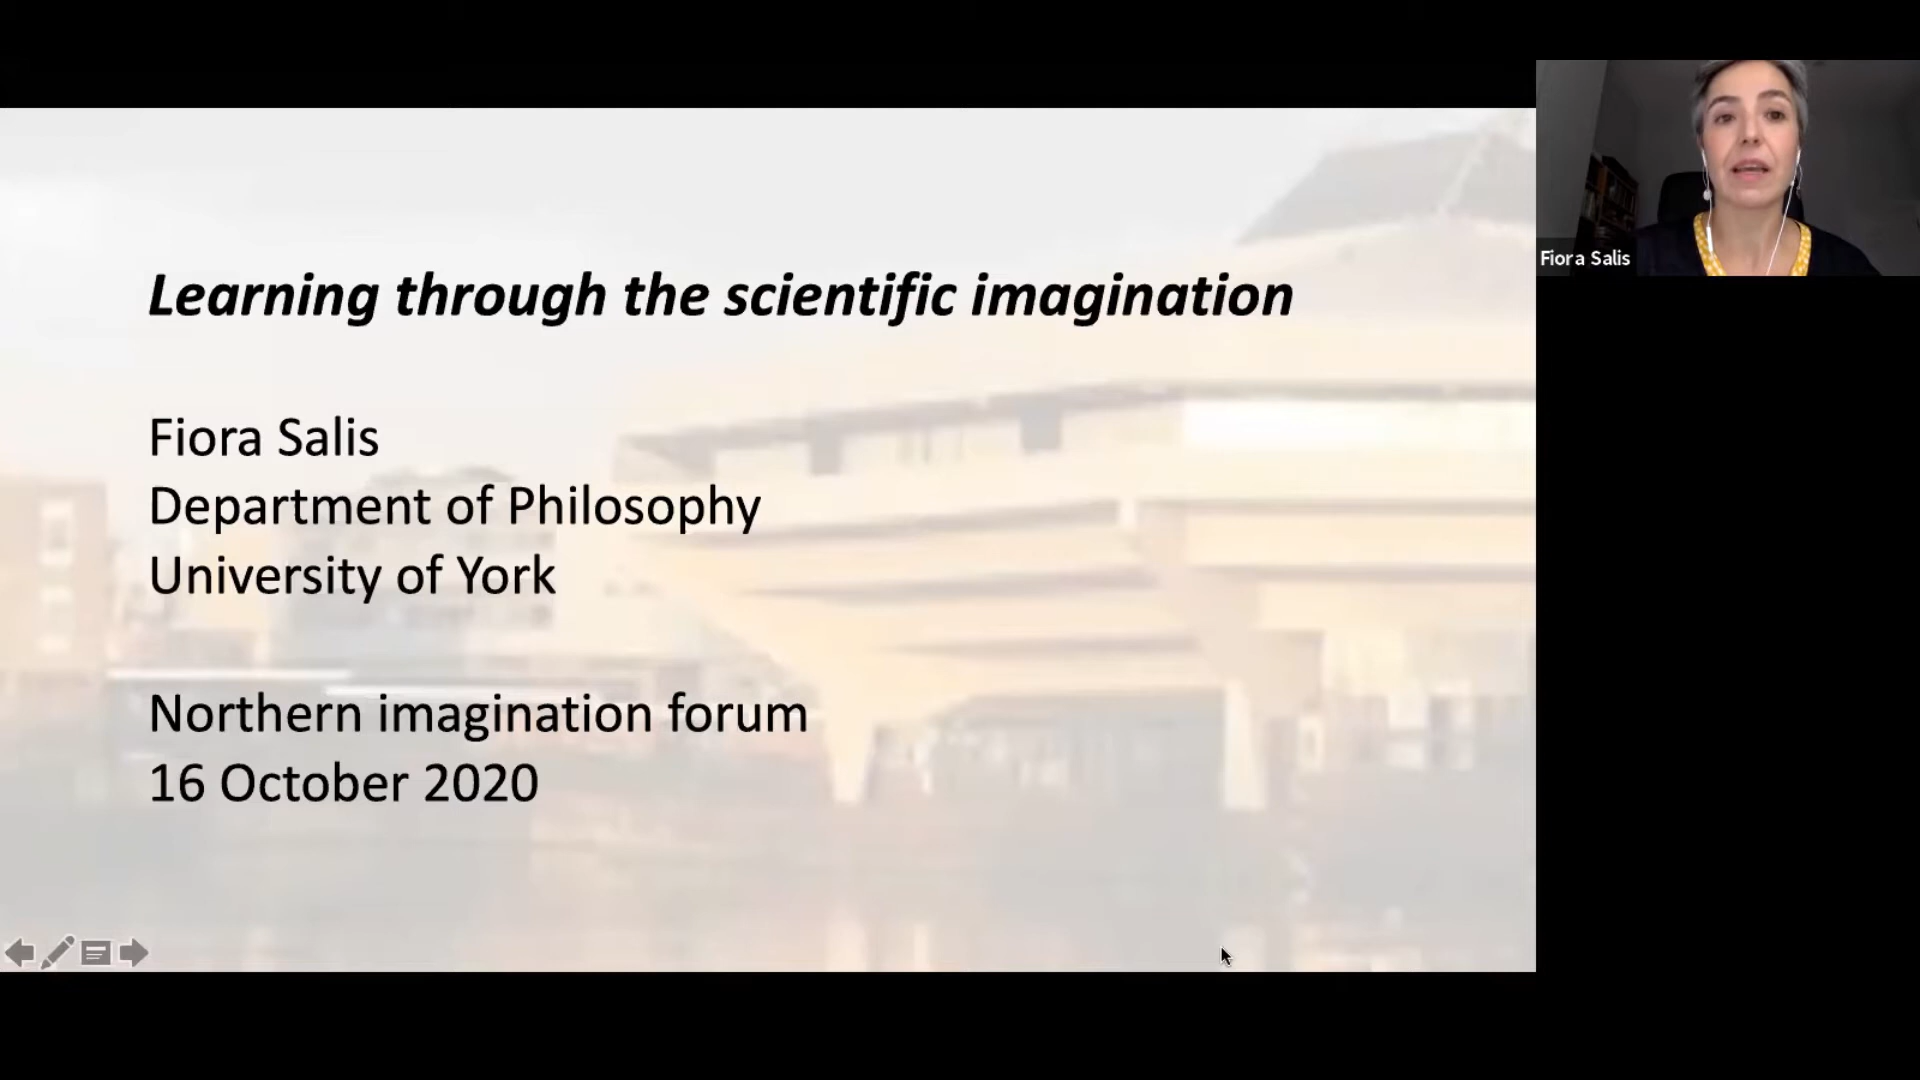 Learning through the scientific imagination
Fiora Salis
Department of Philosophy
University of York
Northern imagination forum
16 October 2020
Fiora Salis